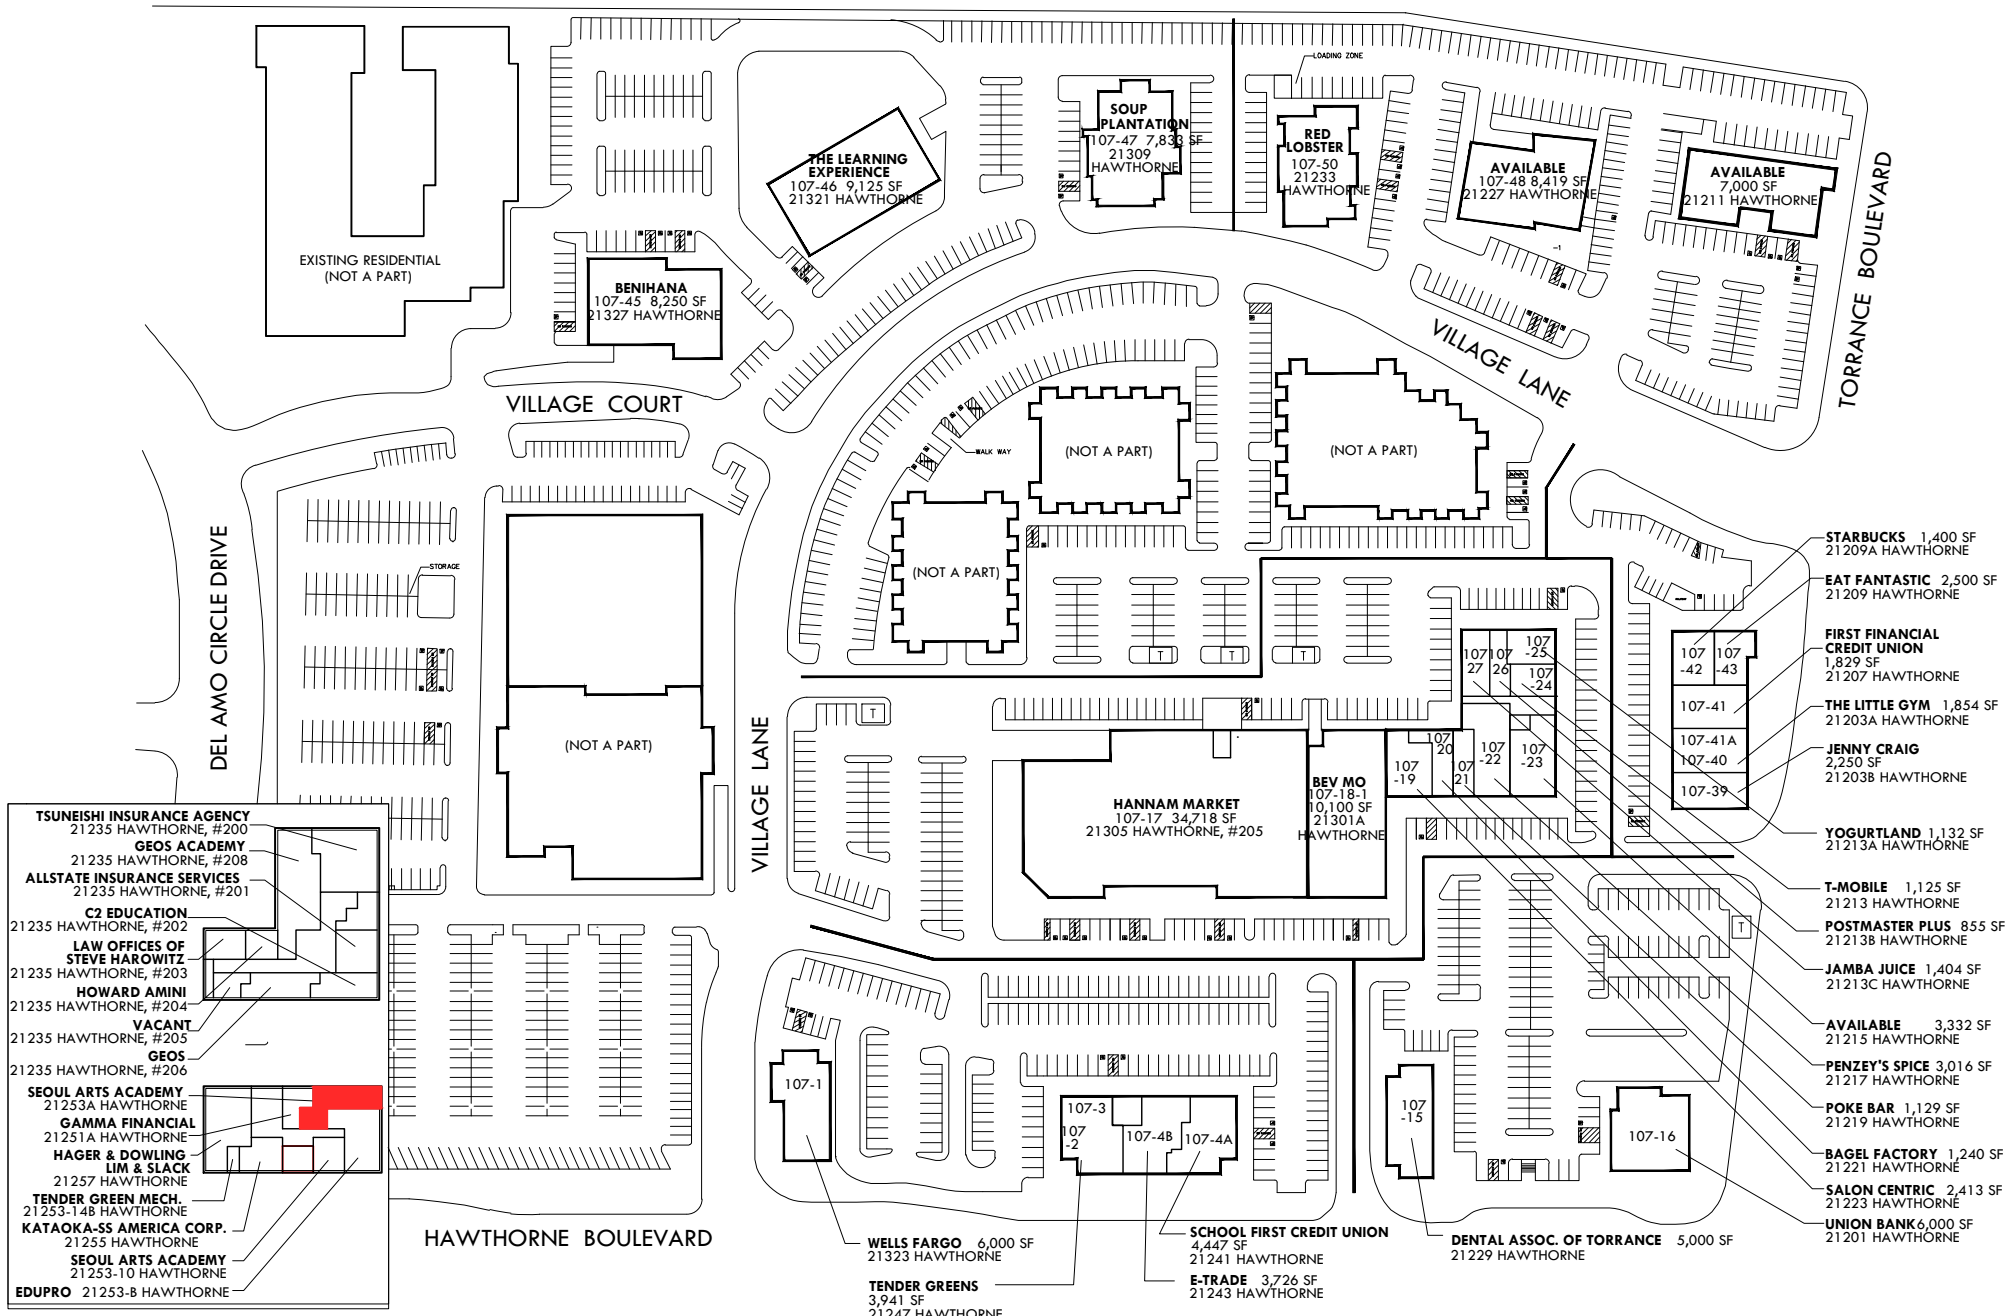 LOADING ZONE
SOUP
PLANTATION
107-47 7,833 SF
21309
HAWTHORNE
RED
LOBSTER
107-50
21233
HAWTHORNE
AVAILABLE
107-48 8,419 SF
21227 HAWTHORNE
AVAILABLE
7,000 SF
21211 HAWTHORNE
THE LEARNING
EXPERIENCE
107-46 9,125 SF
21321 HAWTHORNE
EXISTING RESIDENTIAL
(NOT A PART)
BENIHANA
107-45 8,250 SF
21327 HAWTHORNE
-1
TORRANCE BOULEVARD
VILLAGE LANE
VILLAGE COURT
WALK WAY
(NOT A PART)
(NOT A PART)
(NOT A PART)
(NOT A PART)
STORAGE
DEL AMO CIRCLE DRIVE
VILLAGE LANE
T
T
T
T
T
107
27
107
26
107
-25
107
-24
107
-19
107
20
107
21
107
-22
107
-23
107
-42
107
-43
107-41
107-41A
107-40
107-39
HANNAM MARKET
107-17 34,718 SF
21305 HAWTHORNE, #205
BEV MO
107-18-1
10,100 SF
21301A
HAWTHORNE
STARBUCKS 1,400 SF
21209A HAWTHORNE
EAT FANTASTIC 2,500 SF
21209 HAWTHORNE
FIRST FINANCIAL
CREDIT UNION
1,829 SF
21207 HAWTHORNE
THE LITTLE GYM 1,854 SF
21203A HAWTHORNE
JENNY CRAIG
2,250 SF
21203B HAWTHORNE
YOGURTLAND 1,132 SF
21213A HAWTHORNE
T-MOBILE 1,125 SF
21213 HAWTHORNE
POSTMASTER PLUS 855 SF
21213B HAWTHORNE
JAMBA JUICE 1,404 SF
21213C HAWTHORNE
AVAILABLE 3,332 SF
21215 HAWTHORNE
PENZEY'S SPICE 3,016 SF
21217 HAWTHORNE
POKE BAR 1,129 SF
21219 HAWTHORNE
BAGEL FACTORY 1,240 SF
21221 HAWTHORNE
SALON CENTRIC 2,413 SF
21223 HAWTHORNE
UNION BANK 6,000 SF
21201 HAWTHORNE
TSUNEISHI INSURANCE AGENCY
21235 HAWTHORNE, #200
GEOS ACADEMY
21235 HAWTHORNE, #208
ALLSTATE INSURANCE SERVICES
21235 HAWTHORNE, #201
C2 EDUCATION
21235 HAWTHORNE, #202
LAW OFFICES OF
STEVE HAROWITZ
21235 HAWTHORNE, #203
HOWARD AMINI
21235 HAWTHORNE, #204
VACANT
21235 HAWTHORNE, #205
GEOS
21235 HAWTHORNE, #206
SEOUL ARTS ACADEMY
21253A HAWTHORNE
GAMMA FINANCIAL
21251A HAWTHORNE
HAGER & DOWLING
LIM & SLACK
21257 HAWTHORNE
TENDER GREEN MECH.
21253-14B HAWTHORNE
KATAOKA-SS AMERICA CORP.
21255 HAWTHORNE
SEOUL ARTS ACADEMY
21253-10 HAWTHORNE
EDUPRO 21253-B HAWTHORNE
107-1
107-3
107
-2
107-4B
107-4A
107
-15
107-16
HAWTHORNE BOULEVARD
WELLS FARGO 6,000 SF
21323 HAWTHORNE
TENDER GREENS
3,941 SF
21247 HAWTHORNE
SCHOOL FIRST CREDIT UNION
4,447 SF
21241 HAWTHORNE
E-TRADE 3,726 SF
21243 HAWTHORNE
DENTAL ASSOC. OF TORRANCE 5,000 SF
21229 HAWTHORNE